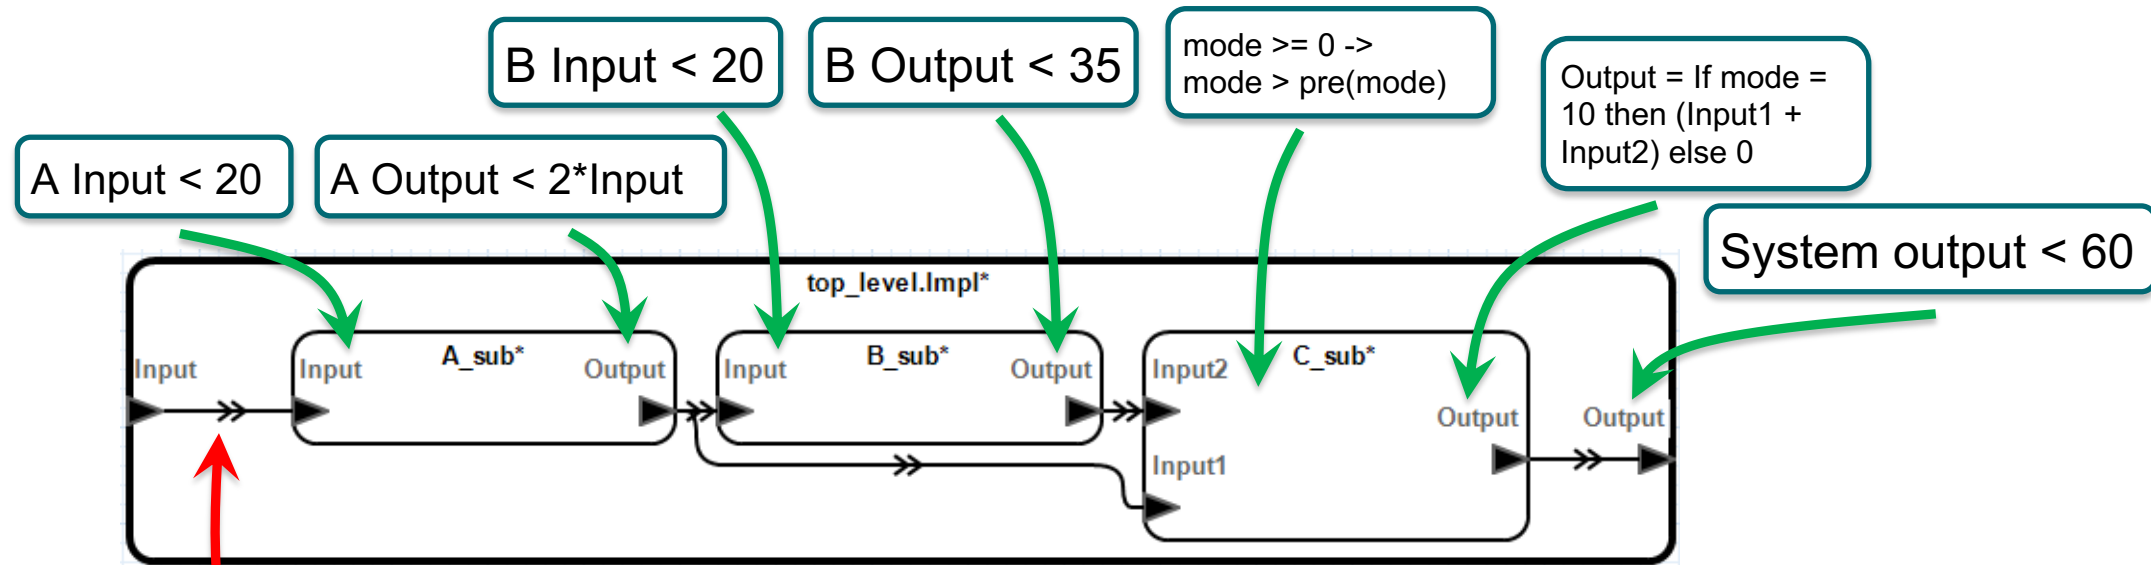 B Input < 20
B Output < 35
mode >= 0 ->
mode > pre(mode)
Output = If mode =
10 then (Input1 +
Input2) else 0
A Input < 20
A Output < 2*Input
System output < 60
top_level.Impl*
Input
Input
A_sub*
Output
Input
B_sub*
Output
Input2
C_sub*
Output
Output
Input1